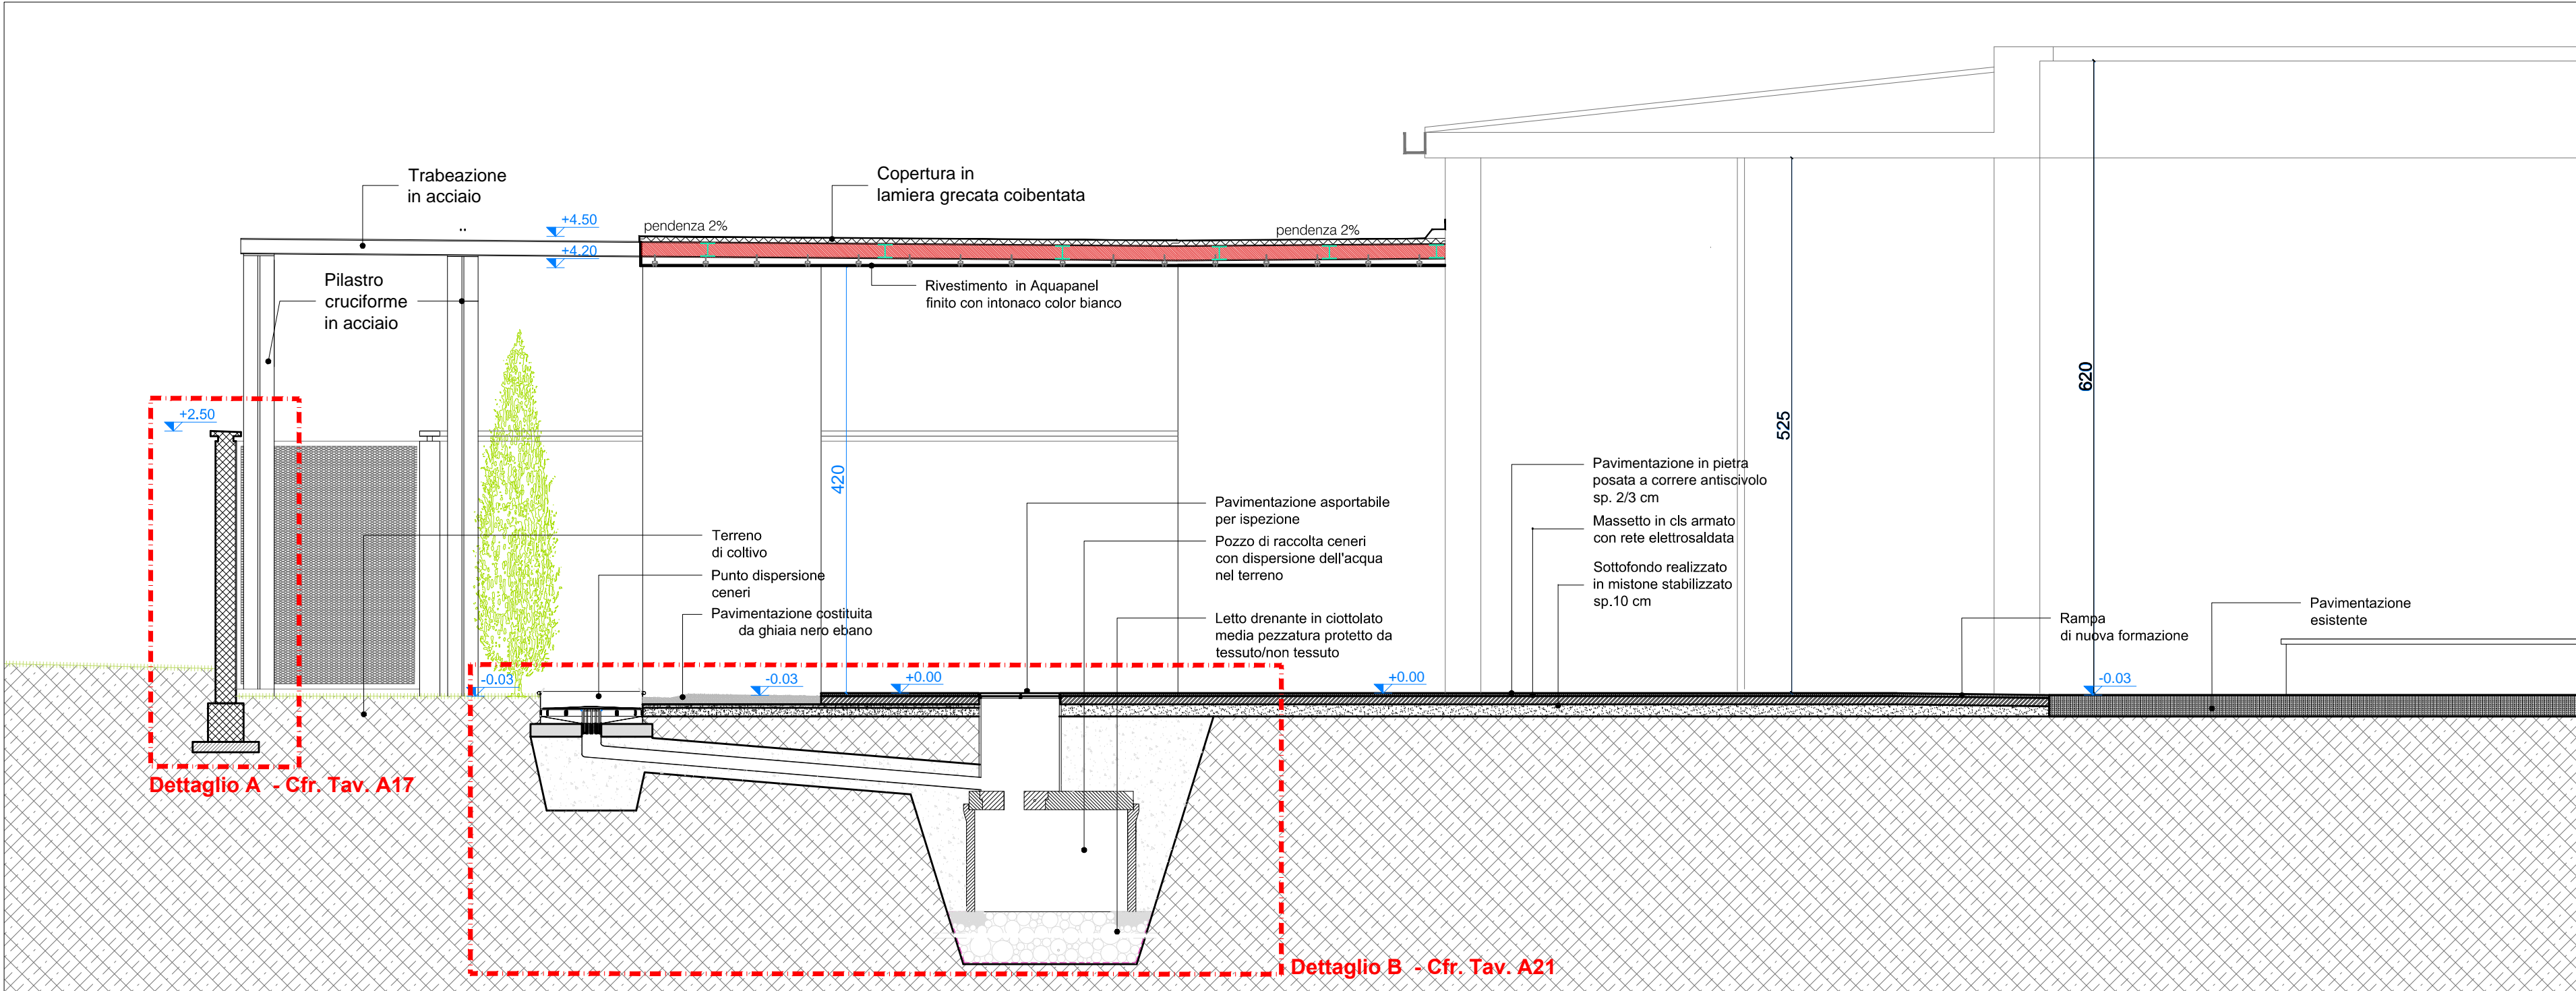 Trabeazione
in acciaio
Copertura in
lamiera grecata coibentata
+4.50
pendenza 2%
pendenza 2%
+4.20
Pilastro
cruciforme
in acciaio
Rivestimento in Aquapanel
finito con intonaco color bianco
+2.50
420
525
620
Terreno
di coltivo
Punto dispersione
ceneri
Pavimentazione costituita
da ghiaia nero ebano
Pavimentazione asportabile
per ispezione
Pozzo di raccolta ceneri
con dispersione dell'acqua
nel terreno
Letto drenante in ciottolato
media pezzatura protetto da
tessuto/non tessuto
Pavimentazione in pietra
posata a correre antiscivolo
sp. 2/3 cm
Massetto in cls armato
con rete elettrosaldata
Sottofondo realizzato
in mistone stabilizzato
sp.10 cm
Rampa
di nuova formazione
Pavimentazione
esistente
-0.03
-0.03
+0.00
+0.00
-0.03
Dettaglio A - Cfr. Tav. A17
Dettaglio B - Cfr. Tav. A21